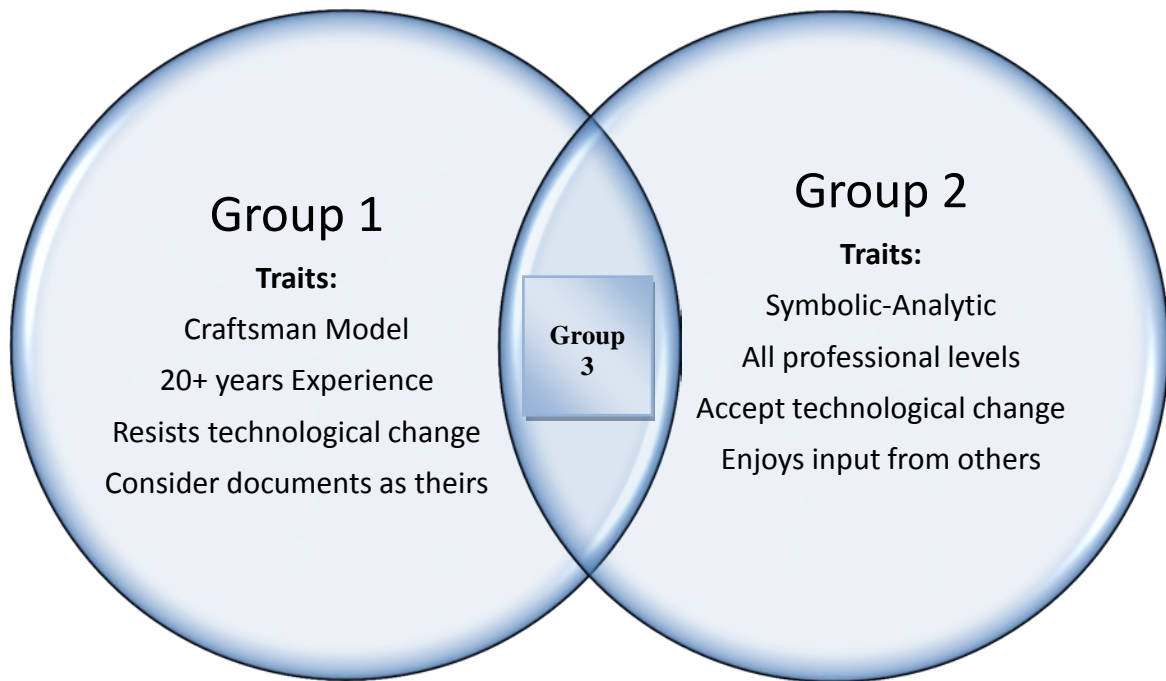 Group 1
Traits:
Craftsman Model
20+ years Experience
Resists technological change
Consider documents as theirs
Group
3
Group 2
Traits:
Symbolic-Analytic
All professional levels
Accept technological change
Enjoys input from others